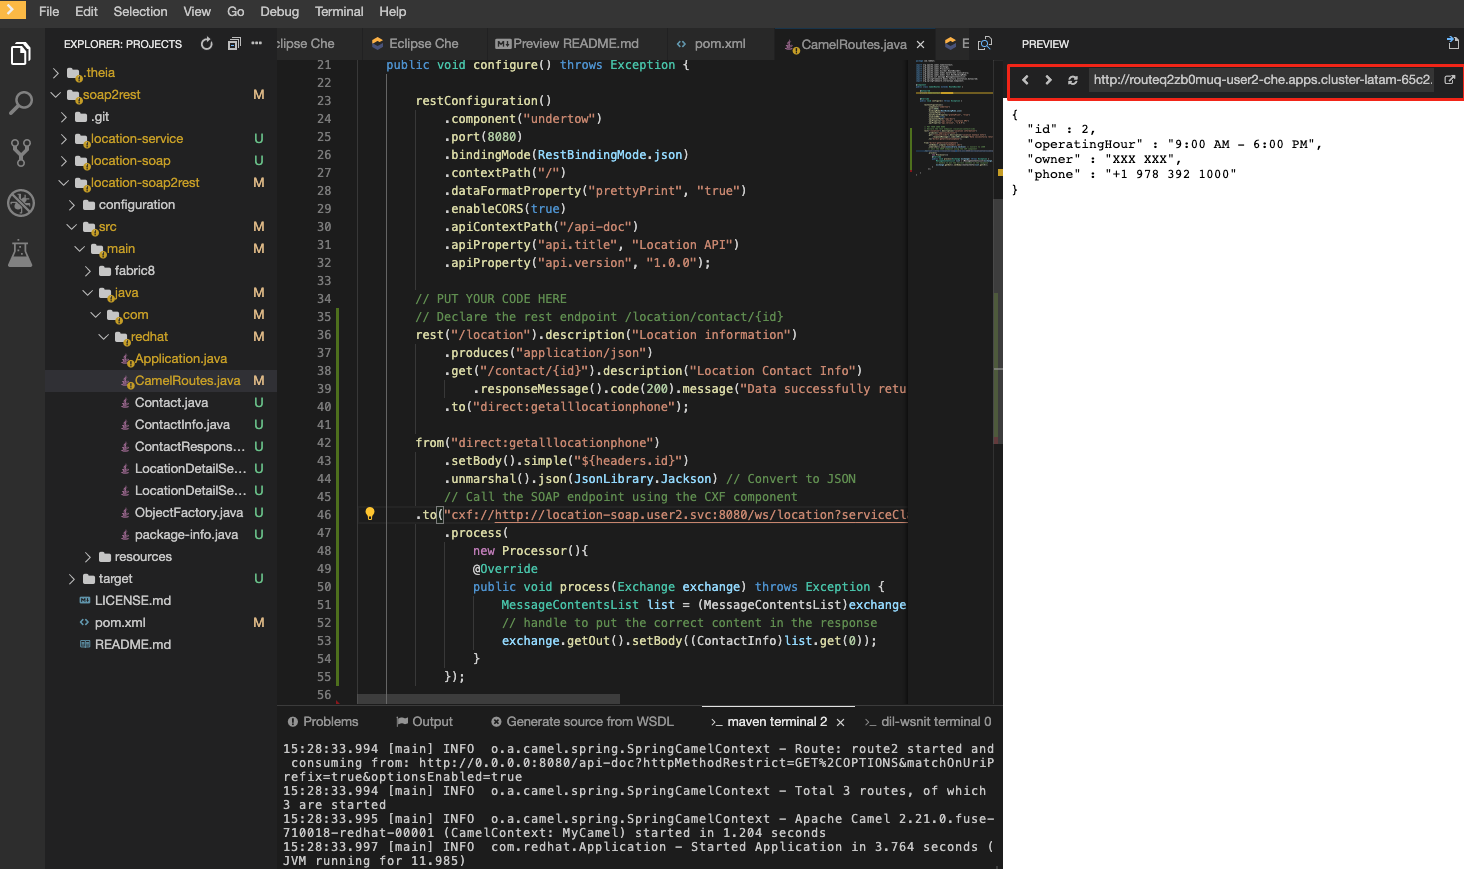 File Edit Selection View Go Debug Terminal Help
EXPLORER: PROJECTS
.theia
soap2rest M
.git
location-service U
location-soap U
location-soap2rest
configuration
src M
main M
fabric8
java M
com M
redhat M
Application.java
CamelRoutes.java M
Contact.java U
ContactInfo.java U
ContactRespons... U
LocationDetailSe... U
LocationDetailSe... U
ObjectFactory.java U
package-info.java U
resources
target U
LICENSE.md
pom.xml M
README.md
clipse Che Eclipse Che Preview README.md pom.xml CamelRoutes.java × E
21 public void configure() throws Exception {
22
23 restConfiguration()
24 .component("undertow")
25 .port(8080)
26 .bindingMode(RestBindingMode.json)
27 .contextPath("/")
28 .dataFormatProperty("prettyPrint", "true")
29 .enableCORS(true)
30 .apiContextPath("/api-doc")
31 .apiProperty("api.title", "Location API")
32 .apiProperty("api.version", "1.0.0");
33
34 // PUT YOUR CODE HERE
35 // Declare the rest endpoint /location/contact/{id}
36 rest("/location").description("Location information")
37 .produces("application/json")
38 .get("/contact/{id}").description("Location Contact Info")
39 .responseMessage().code(200).message("Data successfully retu
40 .to("direct:getalllocationphone");
41
42 from("direct:getalllocationphone")
43 .setBody().simple("${headers.id}")
44 .unmarshal().json(JsonLibrary.Jackson) // Convert to JSON
45 // Call the SOAP endpoint using the CXF component
46 .to("cxf://http://location-soap.user2.svc:8080/ws/location?serviceCl
47 .process(
48 new Processor(){
49 @Override
50 public void process(Exchange exchange) throws Exception {
51 MessageContentsList list = (MessageContentsList)exchange
52 // handle to put the correct content in the response
53 exchange.getOut().setBody((ContactInfo)list.get(0));
54 }
55 });
56
Problems Output Generate source from WSDL >_ maven terminal 2 × >_ dil-wsnit terminal 0
15:28:33.994 [main] INFO o.a.camel.spring.SpringCamelContext - Route: route2 started and
consuming from: http://0.0.0.0:8080/api-doc?httpMethodRestrict=GET%2COPTIONS&matchOnUriP
refix=true&optionsEnabled=true
15:28:33.994 [main] INFO o.a.camel.spring.SpringCamelContext - Total 3 routes, of which
3 are started
15:28:33.995 [main] INFO o.a.camel.spring.SpringCamelContext - Apache Camel 2.21.0.fuse-
710018-redhat-00001 (CamelContext: MyCamel) started in 1.204 seconds
15:28:33.997 [main] INFO com.redhat.Application - Started Application in 3.764 seconds (
JVM running for 11.985)
PREVIEW
http://routeq2zb0muq-user2-che.apps.cluster-latam-65c2.
{
"id" : 2,
"operatingHour" : "9:00 AM - 6:00 PM",
"owner" : "XXX XXX",
"phone" : "+1 978 392 1000"
}